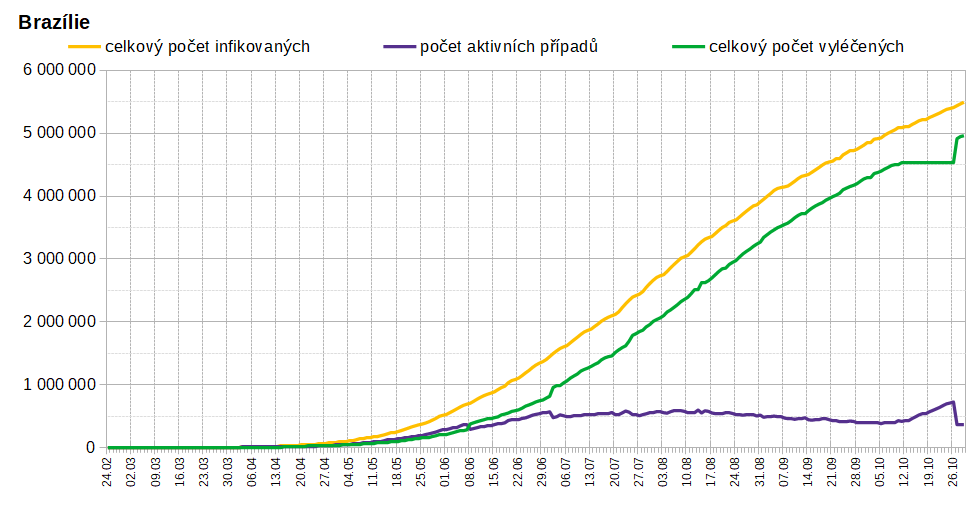 Brazílie
celkový počet infikovaných počet aktivních případů celkový počet vyléčených
6 000 000
5 000 000
4 000 000
3 000 000
2 000 000
1 000 000
0
24.02 02.03 09.03 16.03 23.03 30.03 06.04 13.04 20.04 27.04 04.05 11.05 18.05 25.05 01.06 08.06 15.06 22.06 29.06 06.07 13.07 20.07 27.07 03.08 10.08 17.08 24.08 31.08 07.09 14.09 21.09 28.09 05.10 12.10 19.10 26.10